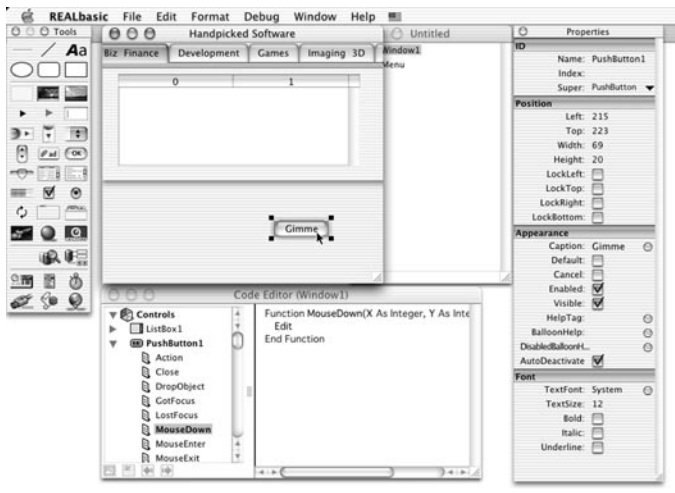 REALbasic File Edit Format Debug Window Help
Tools
Aa
OK
Handpicked Software
Biz Finance Development Games Imaging 3D
0 1
Gimme
Untitled
Window1
Menu
Code Editor (Window1)
Controls
ListBox1
PushButton1
Action
Close
DropObject
GotFocus
LostFocus
MouseDown
MouseEnter
MouseExit
Function MouseDown(X As Integer, Y As Inte
Edit
End Function
Properties
ID
Name: PushButton1
Index:
Super: PushButton
Position
Left: 215
Top: 223
Width: 69
Height: 20
LockLeft:
LockTop:
LockRight:
LockBottom:
Appearance
Caption: Gimme
Default:
Cancel:
Enabled:
Visible:
HelpTag:
BalloonHelp:
DisabledBalloonH...
AutoDeactivate
Font
TextFont: System
TextSize: 12
Bold:
Italic:
Underline: